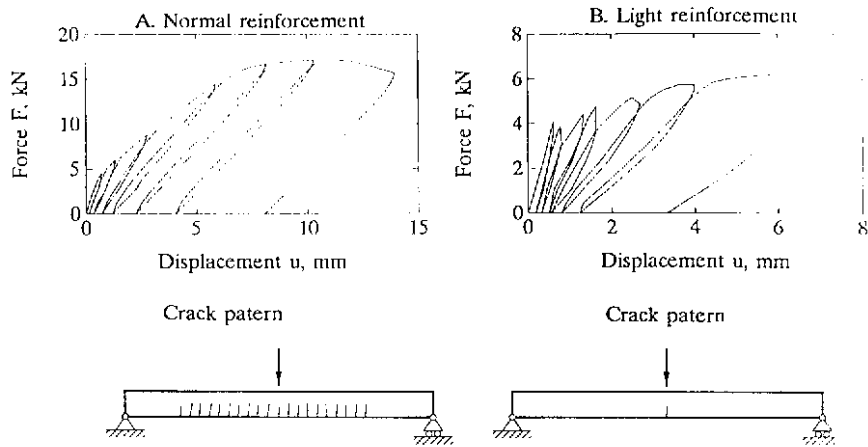 A. Normal reinforcement
20
15
10
5
0
Force F, kN
0 5 10 15
Displacement u, mm
Crack patern
B. Light reinforcement
8
6
4
2
0
Force F, kN
0 2 4 6 8
Displacement u, mm
Crack patern